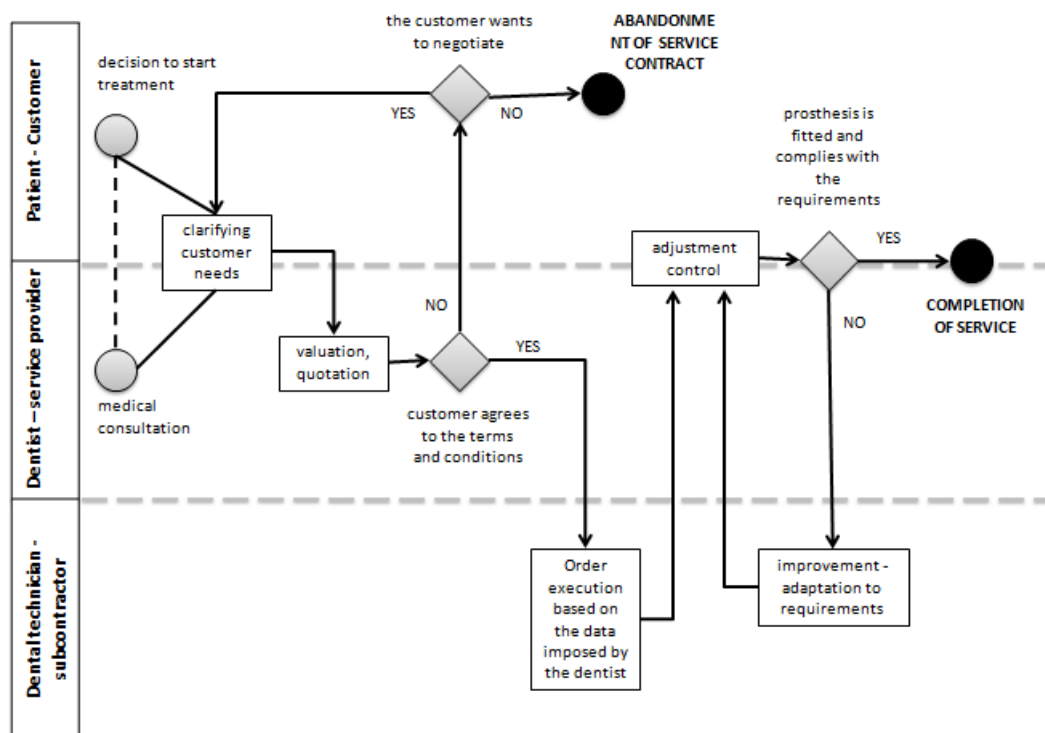 Patient - Customer
Dentist – service provider
Dental technician -
subcontractor
decision to start
treatment
the customer wants
to negotiate
ABANDONME
NT OF SERVICE
CONTRACT
YES
NO
prosthesis is
fitted and
complies with
the
requirements
clarifying
customer
needs
adjustment
control
YES
COMPLETION
OF SERVICE
NO
NO
YES
valuation,
quotation
medical
consultation
customer agrees
to the terms
and conditions
Order
execution
based on
the data
imposed by
the dentist
improvement -
adaptation to
requirements